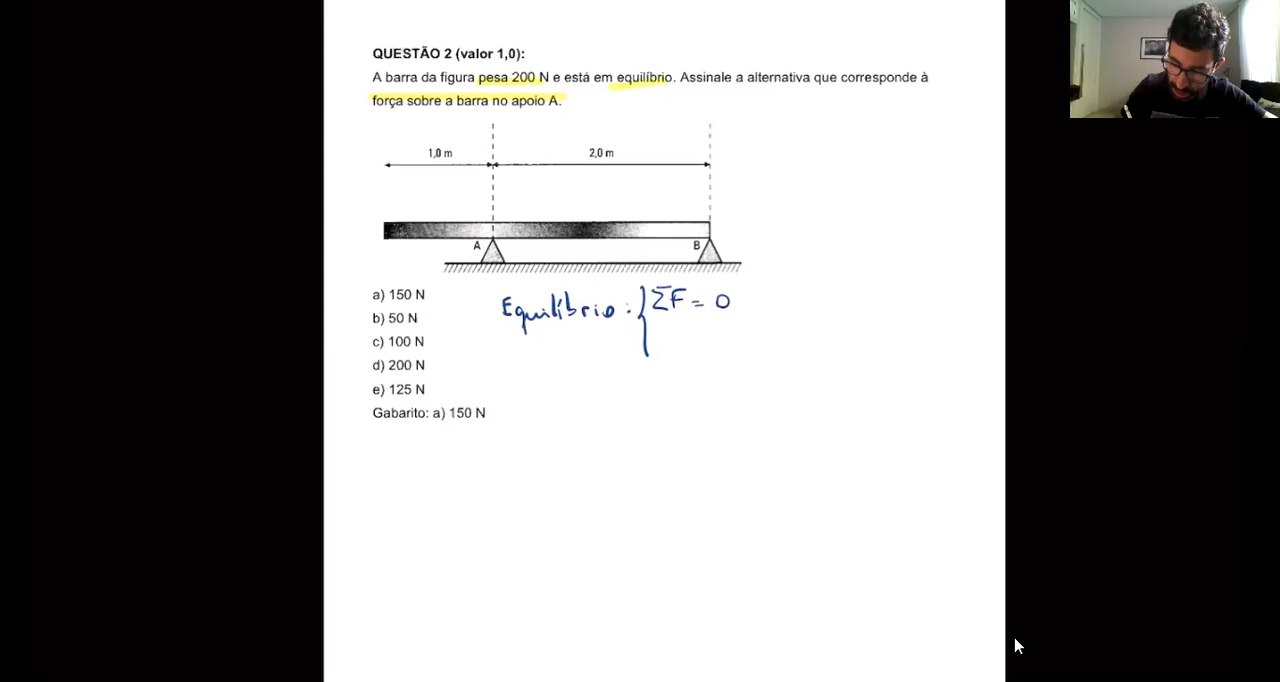 QUESTÃO 2 (valor 1,0):
A barra da figura pesa 200 N e está em equilíbrio. Assinale a alternativa que corresponde à
força sobre a barra no apoio A.
1,0 m
2,0 m
A
B
a) 150 N
b) 50 N
c) 100 N
d) 200 N
e) 125 N
Gabarito: a) 150 N
Equilíbrio: { ΣF = 0